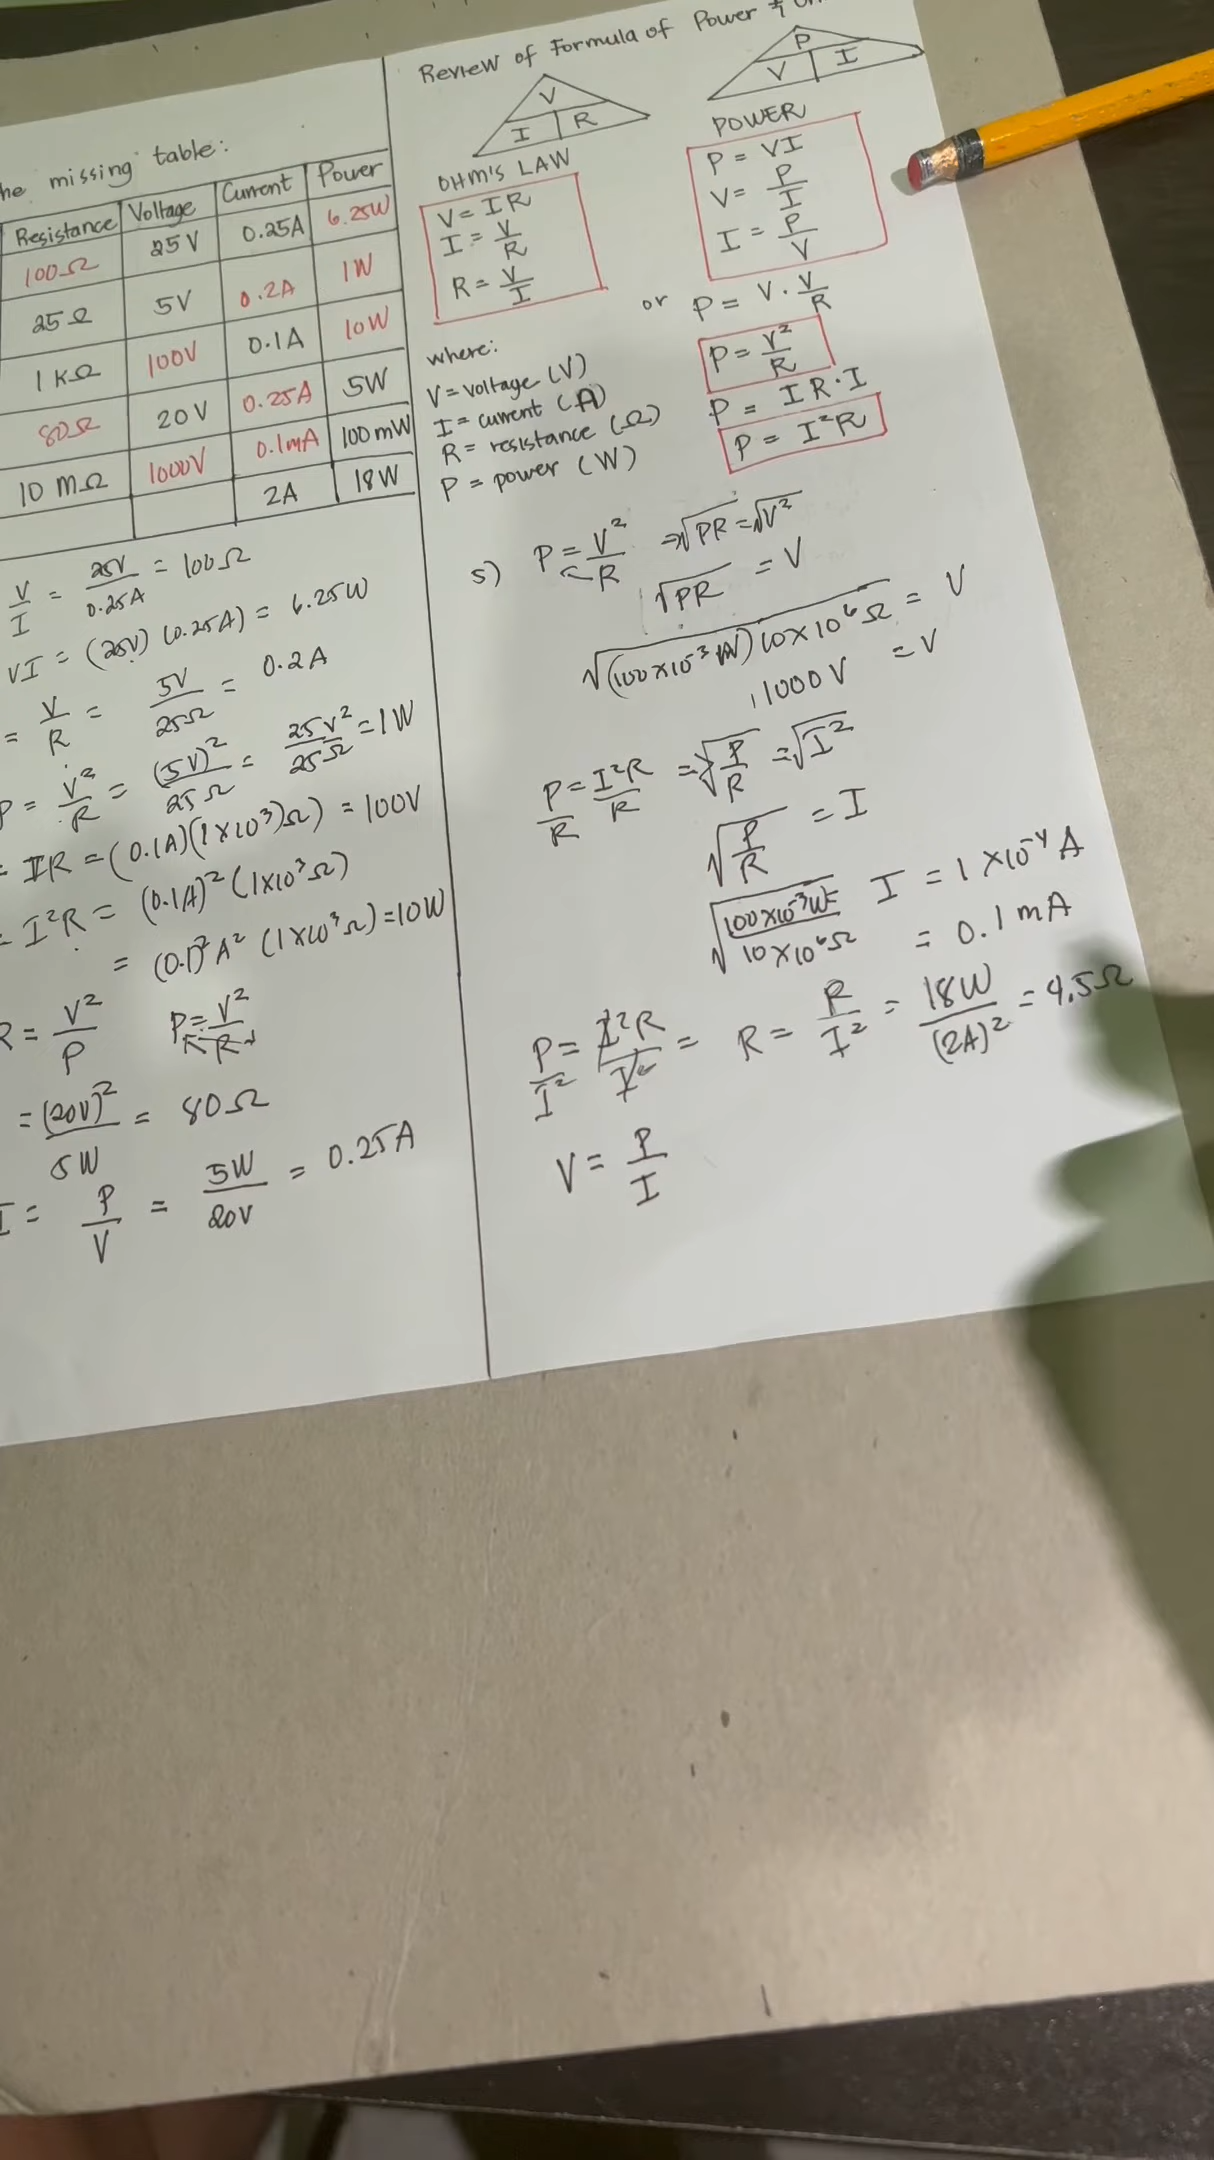 he missing table:
Resistance Voltage Current Power
100Ω 25V 0.25A 6.25W
25Ω 5V 0.2A 1W
1KΩ 100V 0.1A 10W
80Ω 20V 0.25A 5W
10 MΩ 1000V 0.1mA 100mW
2A 18W
V/I = 25V/0.25A = 100Ω
VI = (25V)(0.25A) = 6.25W
= V/R = 5V/25Ω = 0.2A
P = V²/R = (5V)²/25Ω = 25V²/25Ω = 1W
= IR = (0.1A)(1×10³)Ω) = 100V
= I²R = (0.1A)² (1×10³Ω)
= (0.1)²A² (1×10³Ω) = 10W
R = V²/P P = V²/R
= (20V)²/5W = 80Ω
I = P/V = 5W/20V = 0.25A
Review of Formula of Power &
V
I R
OHM'S LAW
V = IR
I = V/R
R = V/I
where:
V = voltage (V)
I = current (A)
R = resistance (Ω)
P = power (W)
P
V I
POWER
P = VI
V = P/I
I = P/V
or P = V · V/R
P = V²/R
P = IR·I
P = I²R
5) P = V²/R ⇒ √PR = √V²
√PR = V
√(100×10⁻³W) 10×10⁶Ω = V
1000V = V
P/R = I²R/R = √P/R = √I²
√P/R = I
√100×10⁻³W/10×10⁶Ω = I = 1×10⁻⁴A
= 0.1mA
P/I² = I²R/I² = R = R/I² = 18W/(2A)² = 4.5Ω
V = P/I